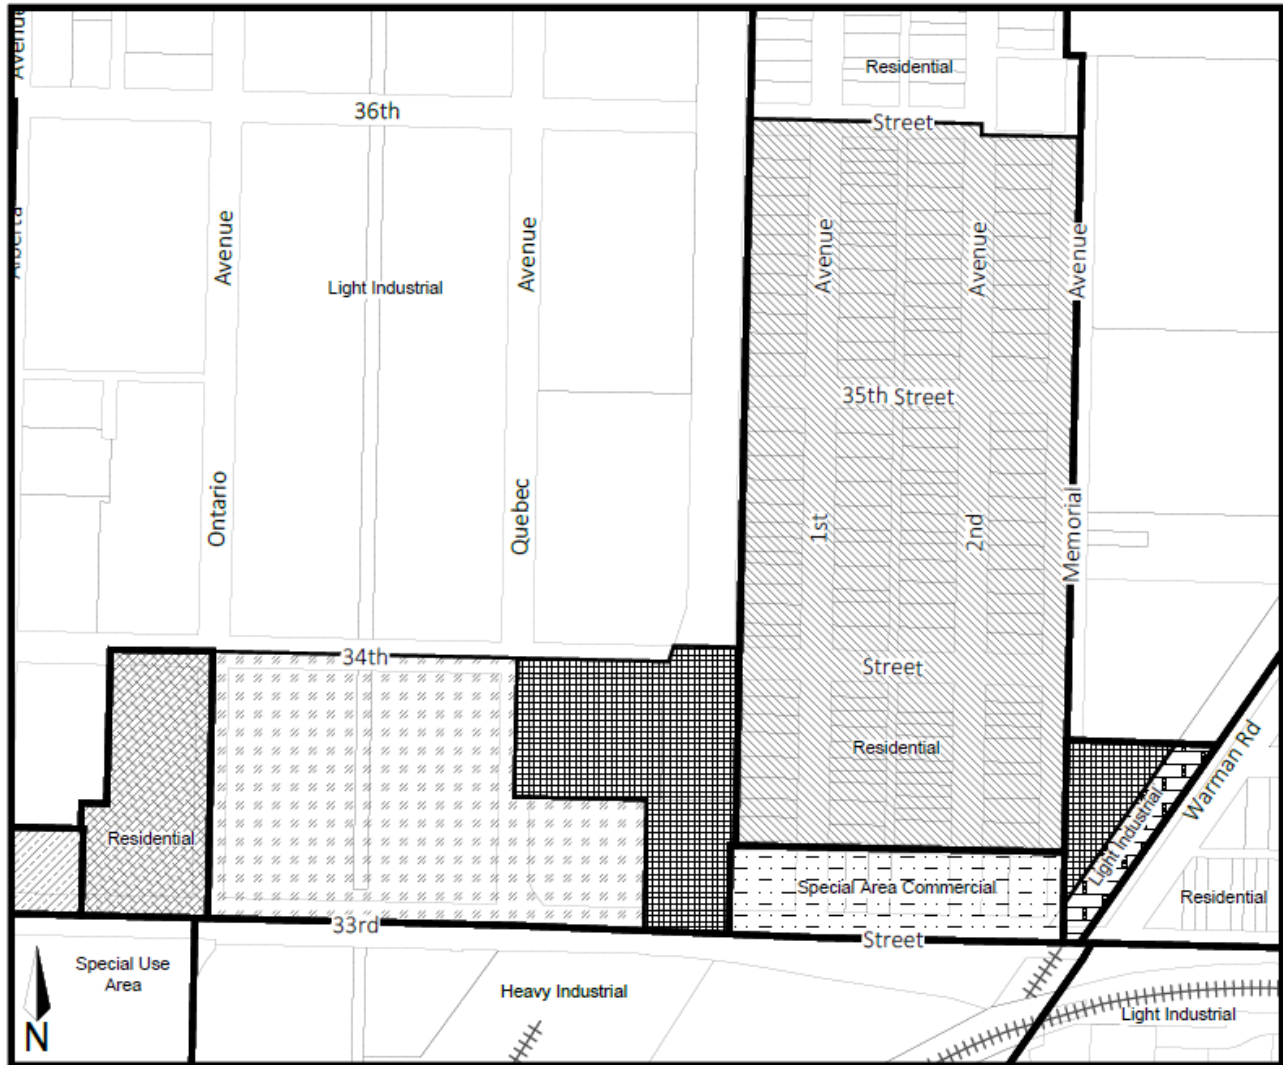 Avenue
Residential
36th
Street
Alberta
Avenue
Avenue
Avenue
Avenue
Avenue
Light Industrial
35th Street
Ontario
Quebec
1st
2nd
Memorial
34th
Street
Residential
Warman Rd
Residential
Light Industrial
Special Area Commercial
Residential
33rd
Street
Special Use
Area
Heavy Industrial
Light Industrial
N